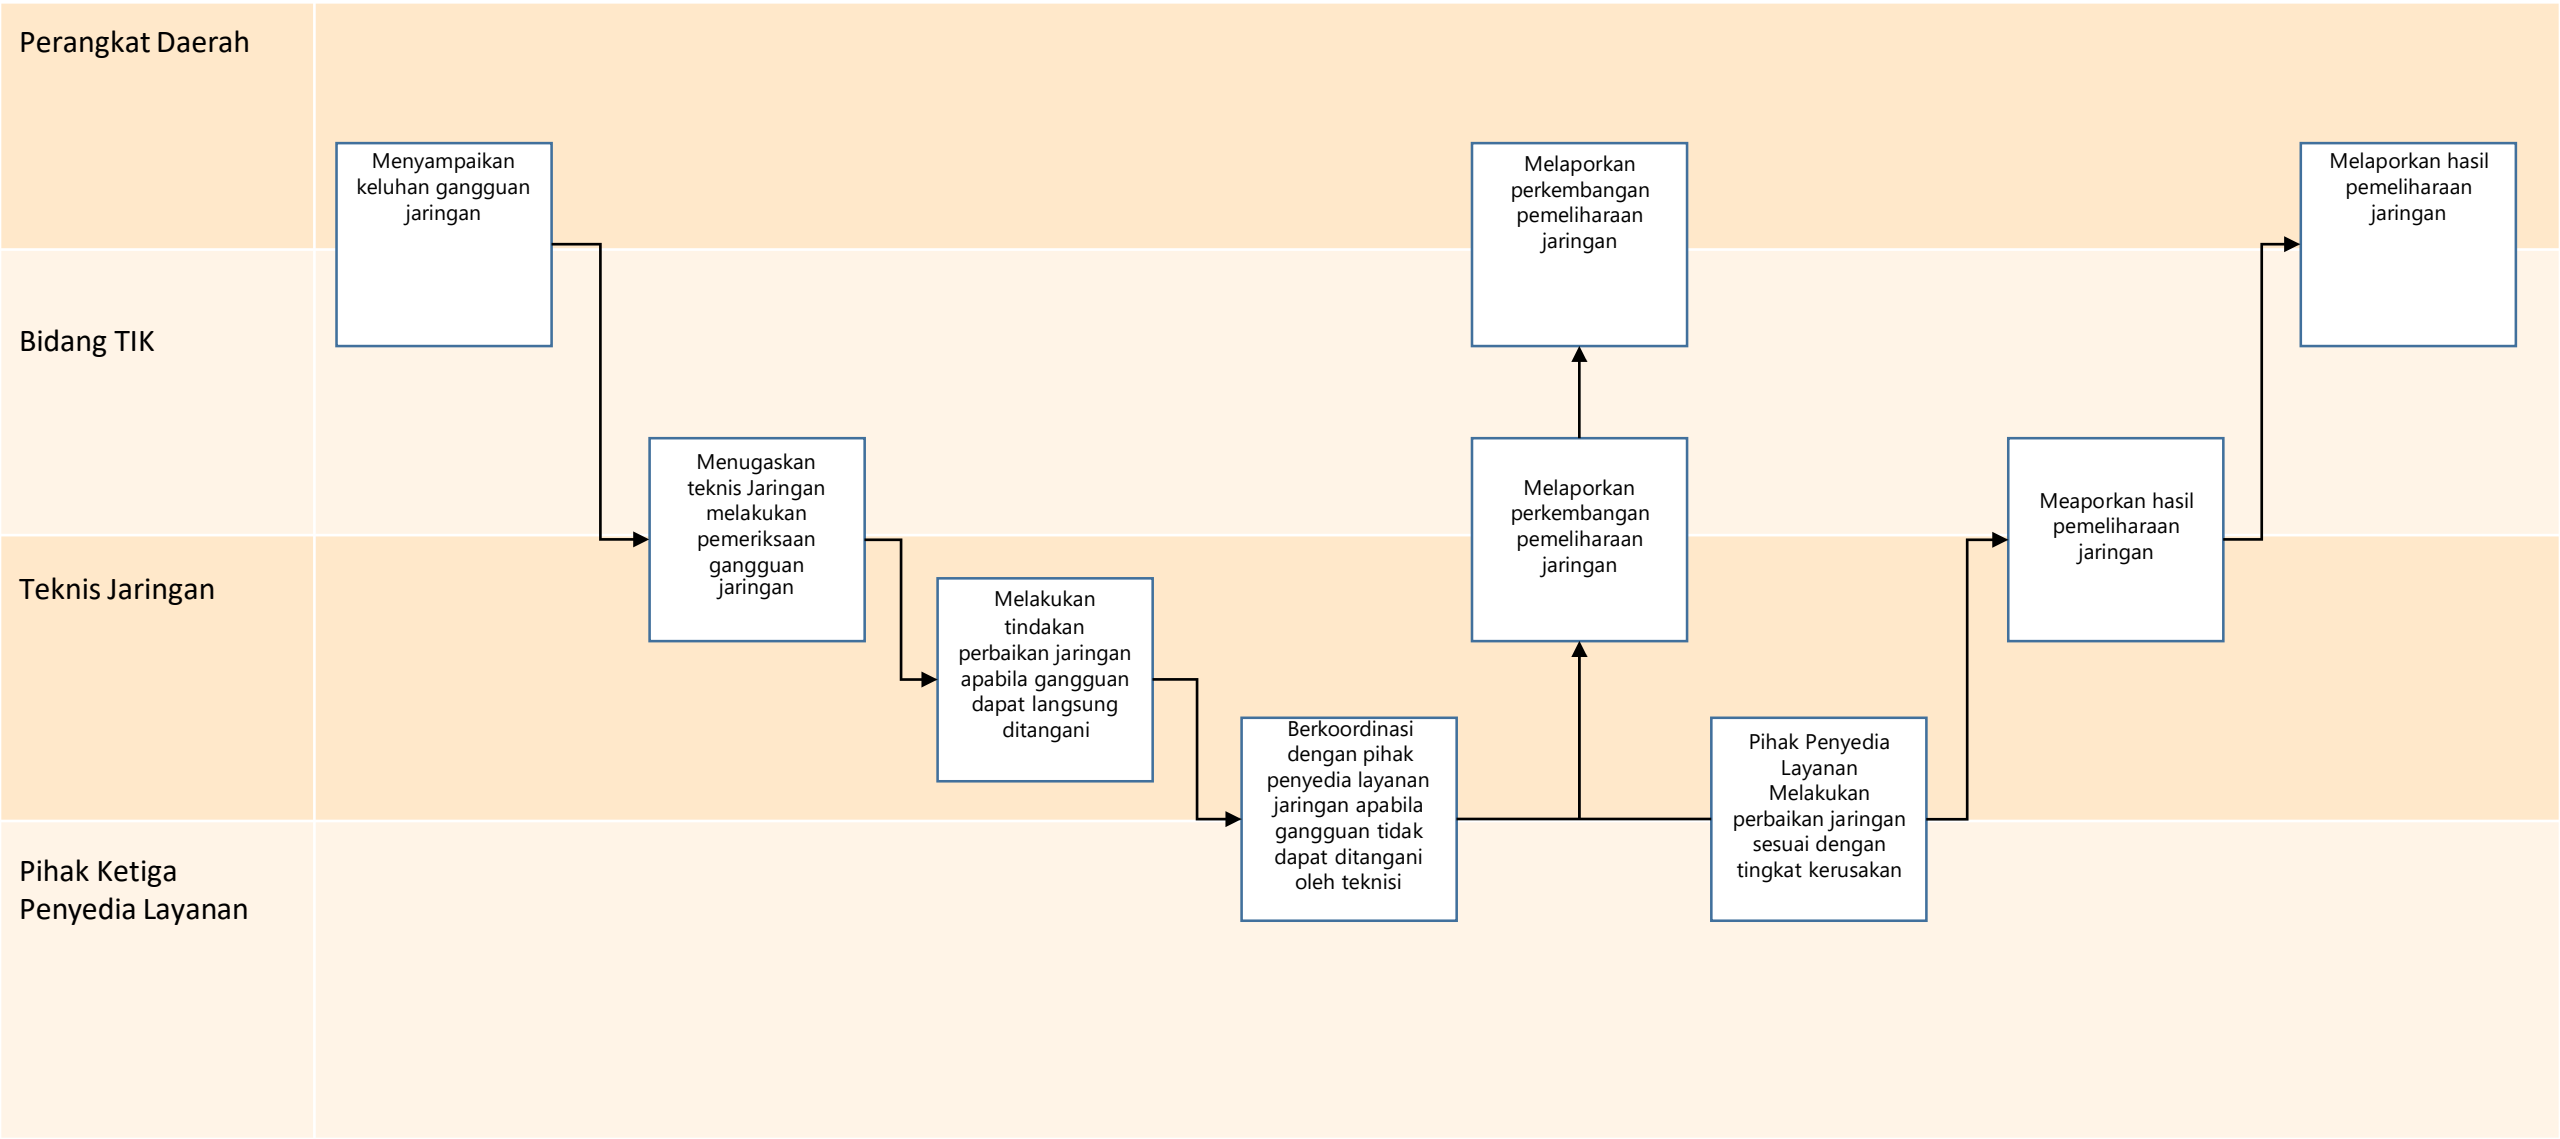 Perangkat Daerah
Menyampaikan
keluhan gangguan
jaringan
Melaporkan
perkembangan
pemeliharaan
jaringan
Melaporkan hasil
pemeliharaan
jaringan
Bidang TIK
Menugaskan
teknis Jaringan
melakukan
pemeriksaan
gangguan
jaringan
Melaporkan
perkembangan
pemeliharaan
jaringan
Meaporkan hasil
pemeliharaan
jaringan
Teknis Jaringan
Melakukan
tindakan
perbaikan jaringan
apabila gangguan
dapat langsung
ditangani
Berkoordinasi
dengan pihak
penyedia layanan
jaringan apabila
gangguan tidak
dapat ditangani
oleh teknisi
Pihak Penyedia
Layanan
Melakukan
perbaikan jaringan
sesuai dengan
tingkat kerusakan
Pihak Ketiga
Penyedia Layanan